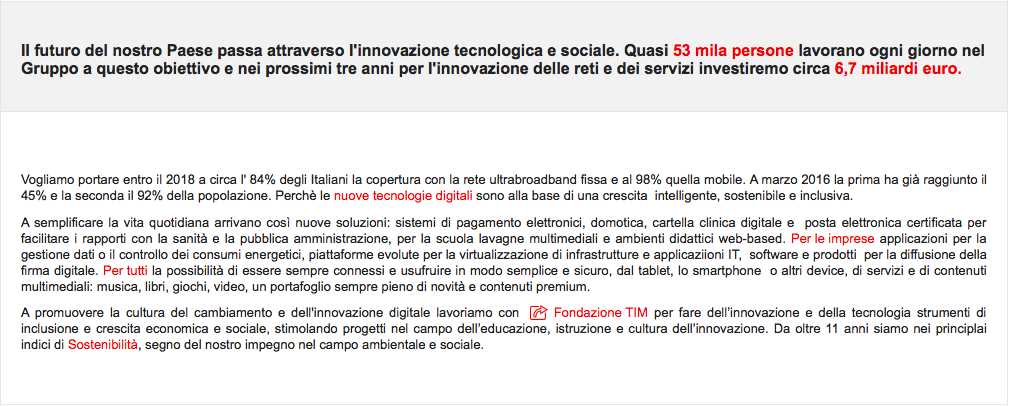 Il futuro del nostro Paese passa attraverso l'innovazione tecnologica e sociale. Quasi 53 mila persone lavorano ogni giorno nel
Gruppo a questo obiettivo e nei prossimi tre anni per l'innovazione delle reti e dei servizi investiremo circa 6,7 miliardi euro.
Vogliamo portare entro il 2018 a circa l' 84% degli Italiani la copertura con la rete ultrabroadband fissa e al 98% quella mobile. A marzo 2016 la prima ha già raggiunto il
45% e la seconda il 92% della popolazione. Perchè le nuove tecnologie digitali sono alla base di una crescita intelligente, sostenibile e inclusiva.
A semplificare la vita quotidiana arrivano così nuove soluzioni: sistemi di pagamento elettronici, domotica, cartella clinica digitale e posta elettronica certificata per
facilitare i rapporti con la sanità e la pubblica amministrazione, per la scuola lavagne multimediali e ambienti didattici web-based. Per le imprese applicazioni per la
gestione dati o il controllo dei consumi energetici, piattaforme evolute per la virtualizzazione di infrastrutture e applicaziioni IT, software e prodotti per la diffusione della
firma digitale. Per tutti la possibilità di essere sempre connessi e usufruire in modo semplice e sicuro, dal tablet, lo smartphone o altri device, di servizi e di contenuti
multimediali: musica, libri, giochi, video, un portafoglio sempre pieno di novità e contenuti premium.
A promuovere la cultura del cambiamento e dell'innovazione digitale lavoriamo con Fondazione TIM per fare dell'innovazione e della tecnologia strumenti di
inclusione e crescita economica e sociale, stimolando progetti nel campo dell'educazione, istruzione e cultura dell'innovazione. Da oltre 11 anni siamo nei principlai
indici di Sostenibilità, segno del nostro impegno nel campo ambientale e sociale.